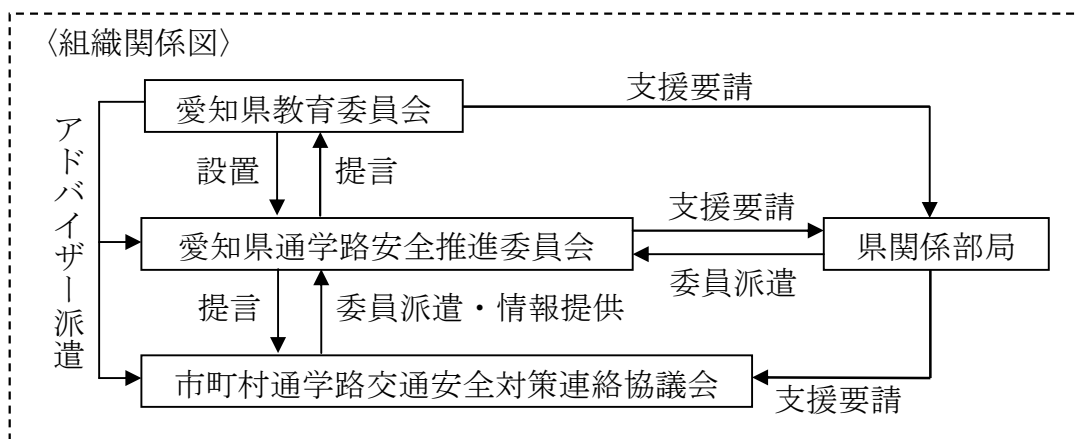 〈組織関係図〉
支援要請
愛知県教育委員会
アドバイザー派遣
設置
提言
支援要請
愛知県通学路安全推進委員会
県関係部局
委員派遣
提言
委員派遣・情報提供
市町村通学路交通安全対策連絡協議会
支援要請